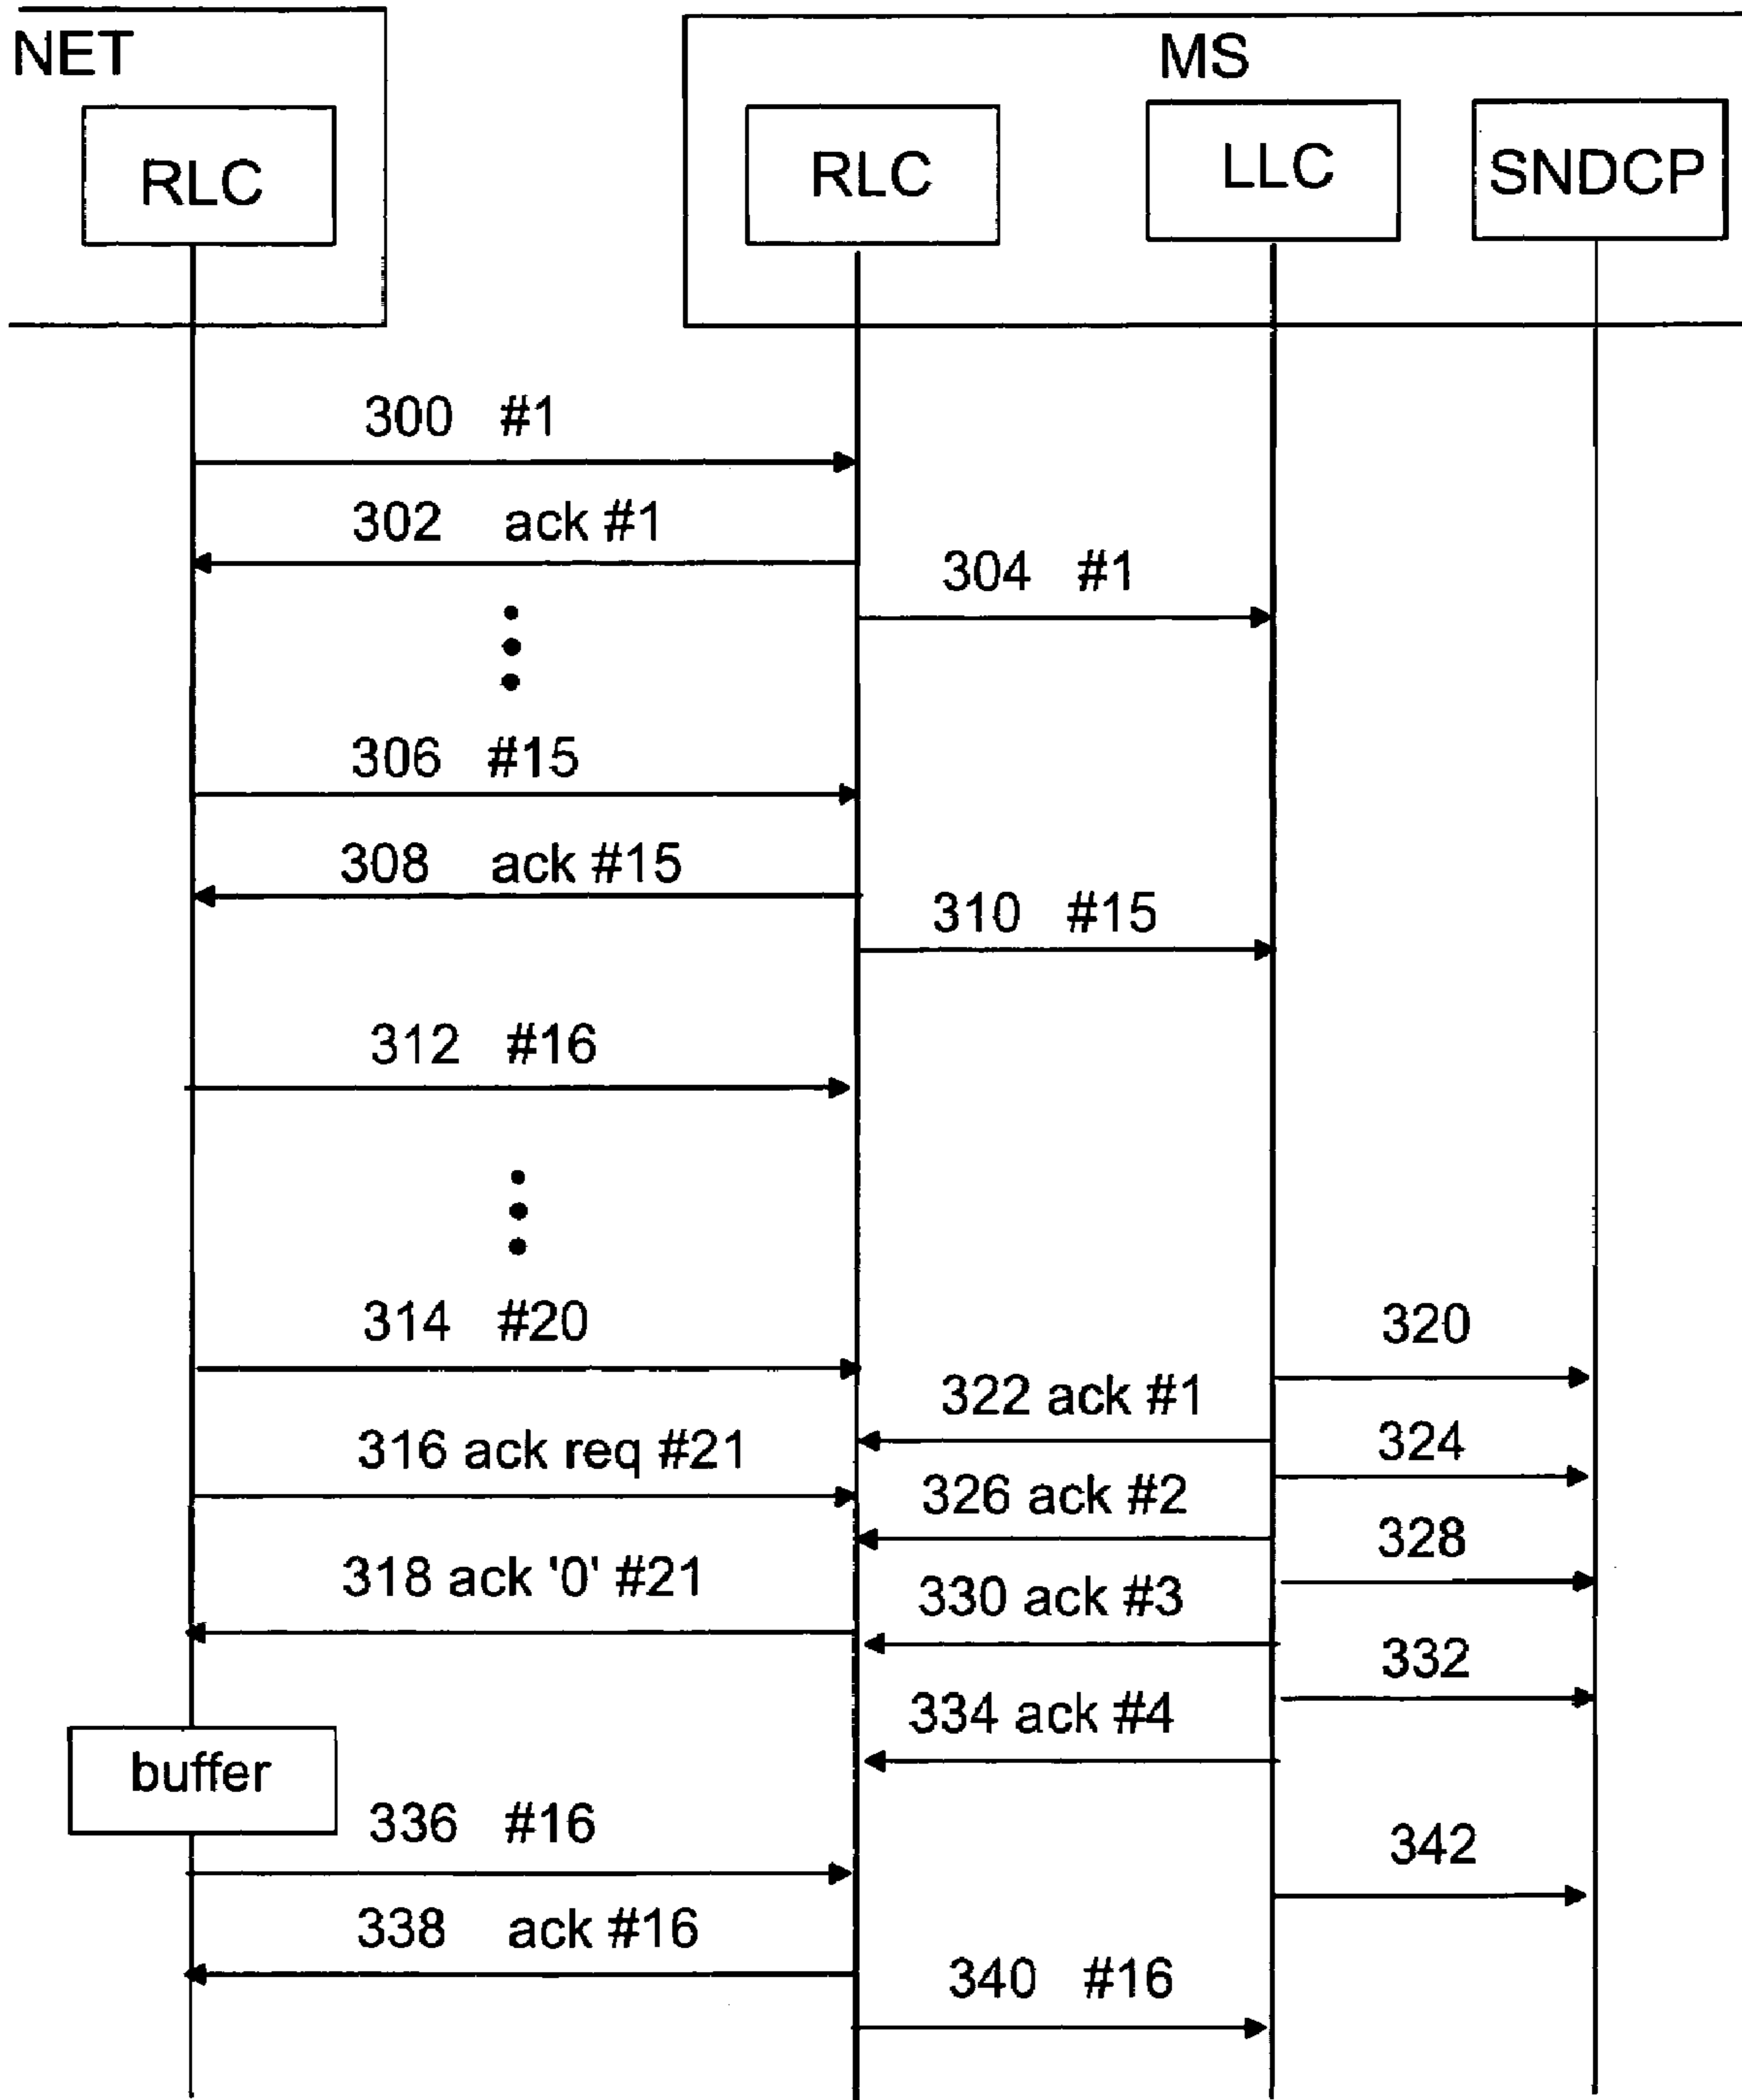 NET
MS
RLC
RLC
LLC
SNDCP
300 #1
302 ack #1
304 #1
306 #15
308 ack #15
310 #15
312 #16
314 #20
320
322 ack #1
316 ack req #21
324
326 ack #2
328
318 ack '0' #21
330 ack #3
332
334 ack #4
buffer
336 #16
342
338 ack #16
340 #16